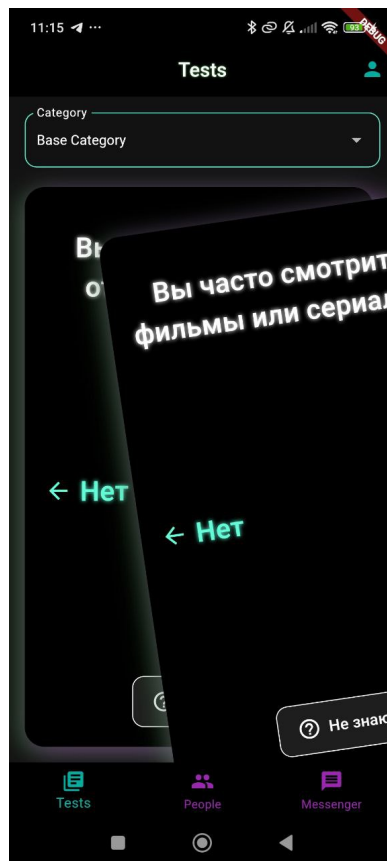 11:15
93
DEBUG
Tests
Category
Base Category
Вы часто смотрит
фильмы или сериал
← Нет
← Нет
Не знаю
Tests
People
Messenger